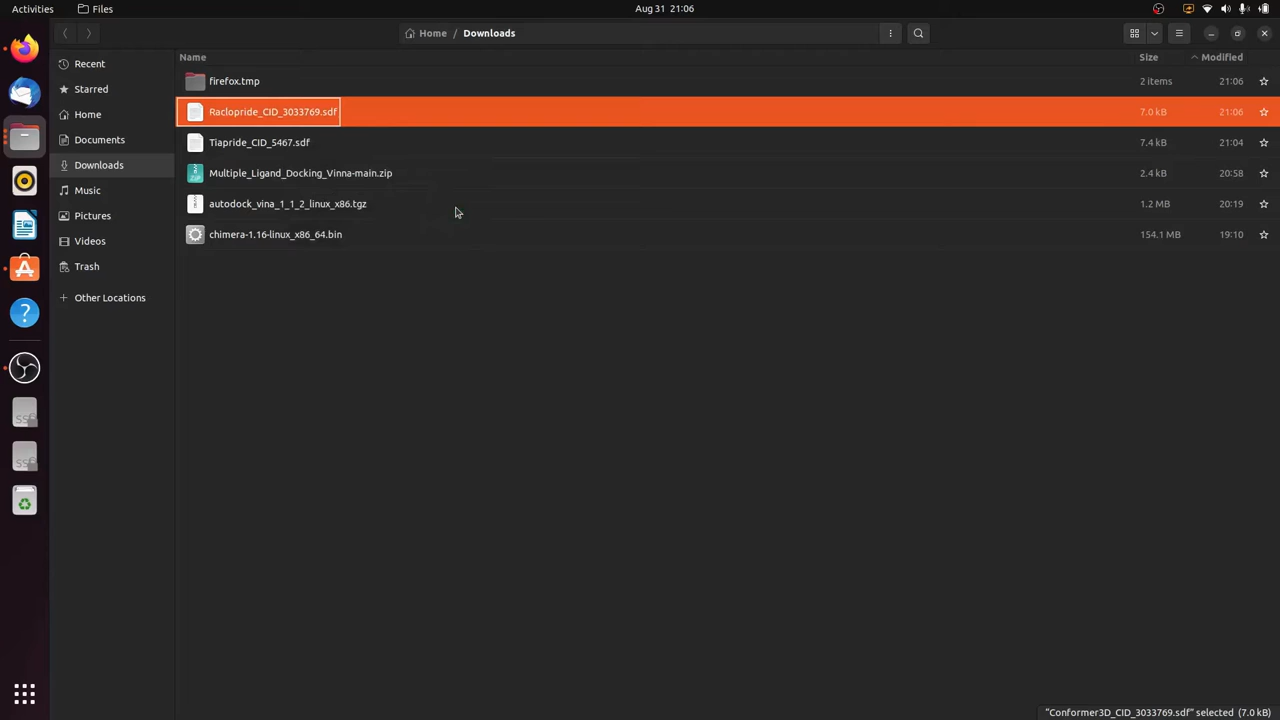 Activities Files Aug 31 21:06
Home / Downloads
Name Size Modified
Recent
Starred
Home
Documents
Downloads
Music
Pictures
Videos
Trash
Other Locations
firefox.tmp 2 items 21:06
Raclopride_CID_3033769.sdf 7.0 kB 21:06
Tiapride_CID_5467.sdf 7.4 kB 21:04
Multiple_Ligand_Docking_Vinna-main.zip 2.4 kB 20:58
autodock_vina_1_1_2_linux_x86.tgz 1.2 MB 20:19
chimera-1.16-linux_x86_64.bin 154.1 MB 19:10
ZIP
?
SSD
SSD
"Conformer3D_CID_3033769.sdf" selected (7.0 kB)